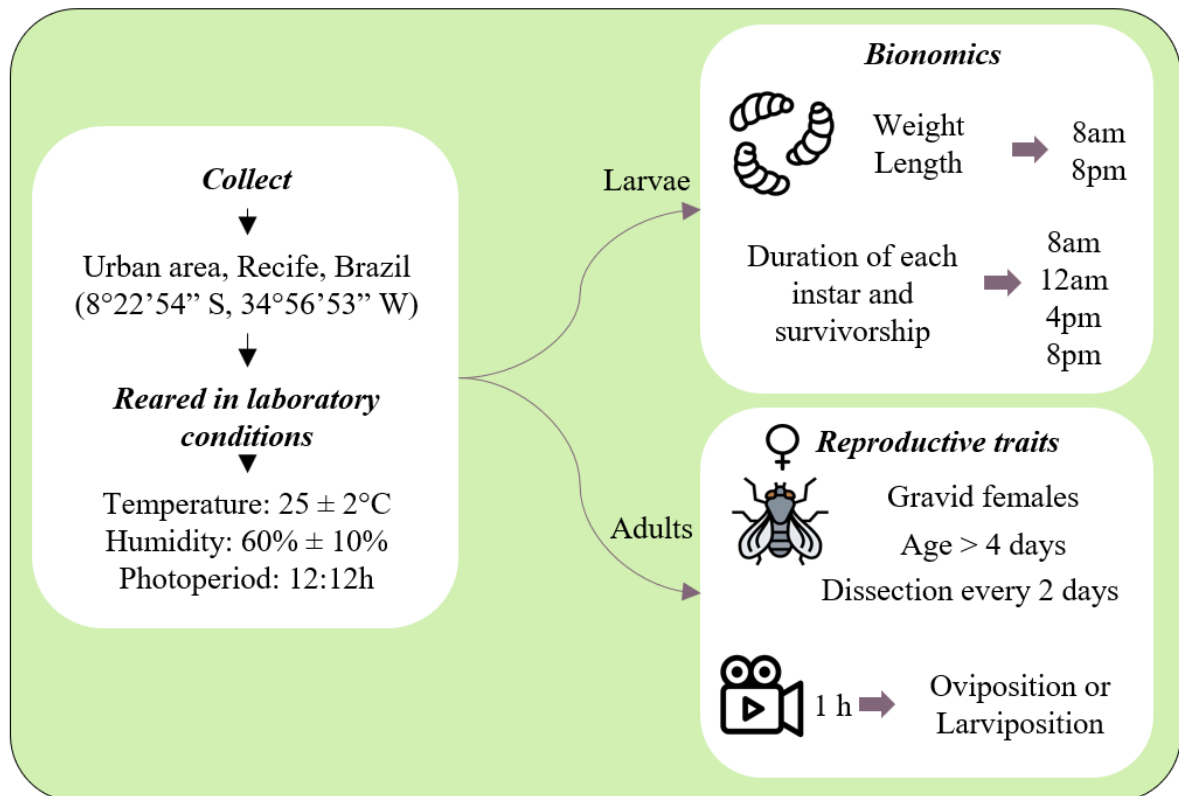 Collect
Urban area, Recife, Brazil
(8°22’54” S, 34°56’53” W)
Reared in laboratory
conditions
Temperature: 25 ± 2°C
Humidity: 60% ± 10%
Photoperiod: 12:12h
Larvae
Adults
Bionomics
Weight
Length
8am
8pm
Duration of each
instar and
survivorship
8am
12am
4pm
8pm
Reproductive traits
Gravid females
Age > 4 days
Dissection every 2 days
1 h
Oviposition or
Larviposition